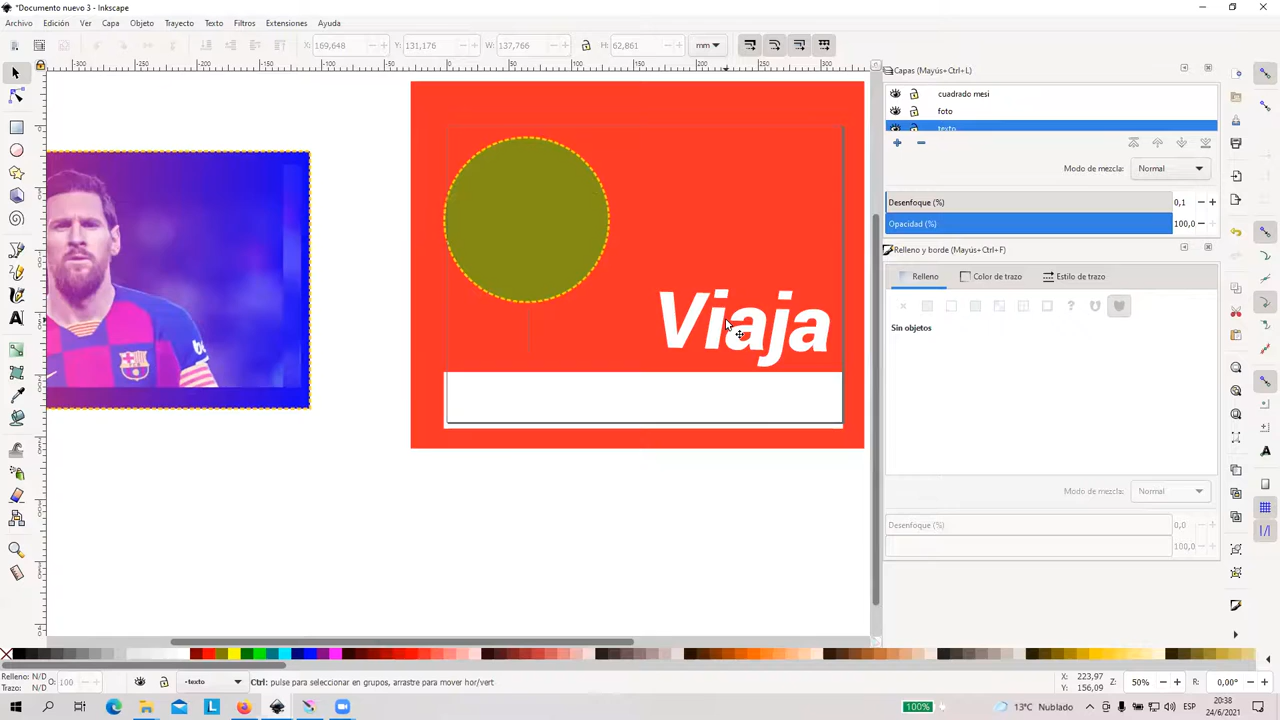 *Documento nuevo 3 - Inkscape
Archivo Edición Ver Capa Objeto Trayecto Texto Filtros Extensiones Ayuda
X: 169,648 Y: 131,176 W: 137,766 H: 62,861 mm
Capas (Mayús+Ctrl+L)
cuadrado mesi
foto
texto
Modo de mezcla: Normal
Desenfoque (%) 0,1
Opacidad (%) 100,0
Relleno y borde (Mayús+Ctrl+F)
Relleno Color de trazo Estilo de trazo
Sin objetos
Viaja
Modo de mezcla: Normal
Desenfoque (%) 0,0
100,0
Relleno: N/D
Trazo: N/D
O: 100
texto
Ctrl: pulse para seleccionar en grupos, arrastre para mover hor/vert
X: 223,97
Y: 156,09
Z: 50%
R: 0,00°
100%
13°C Nublado
20:38
24/6/2021